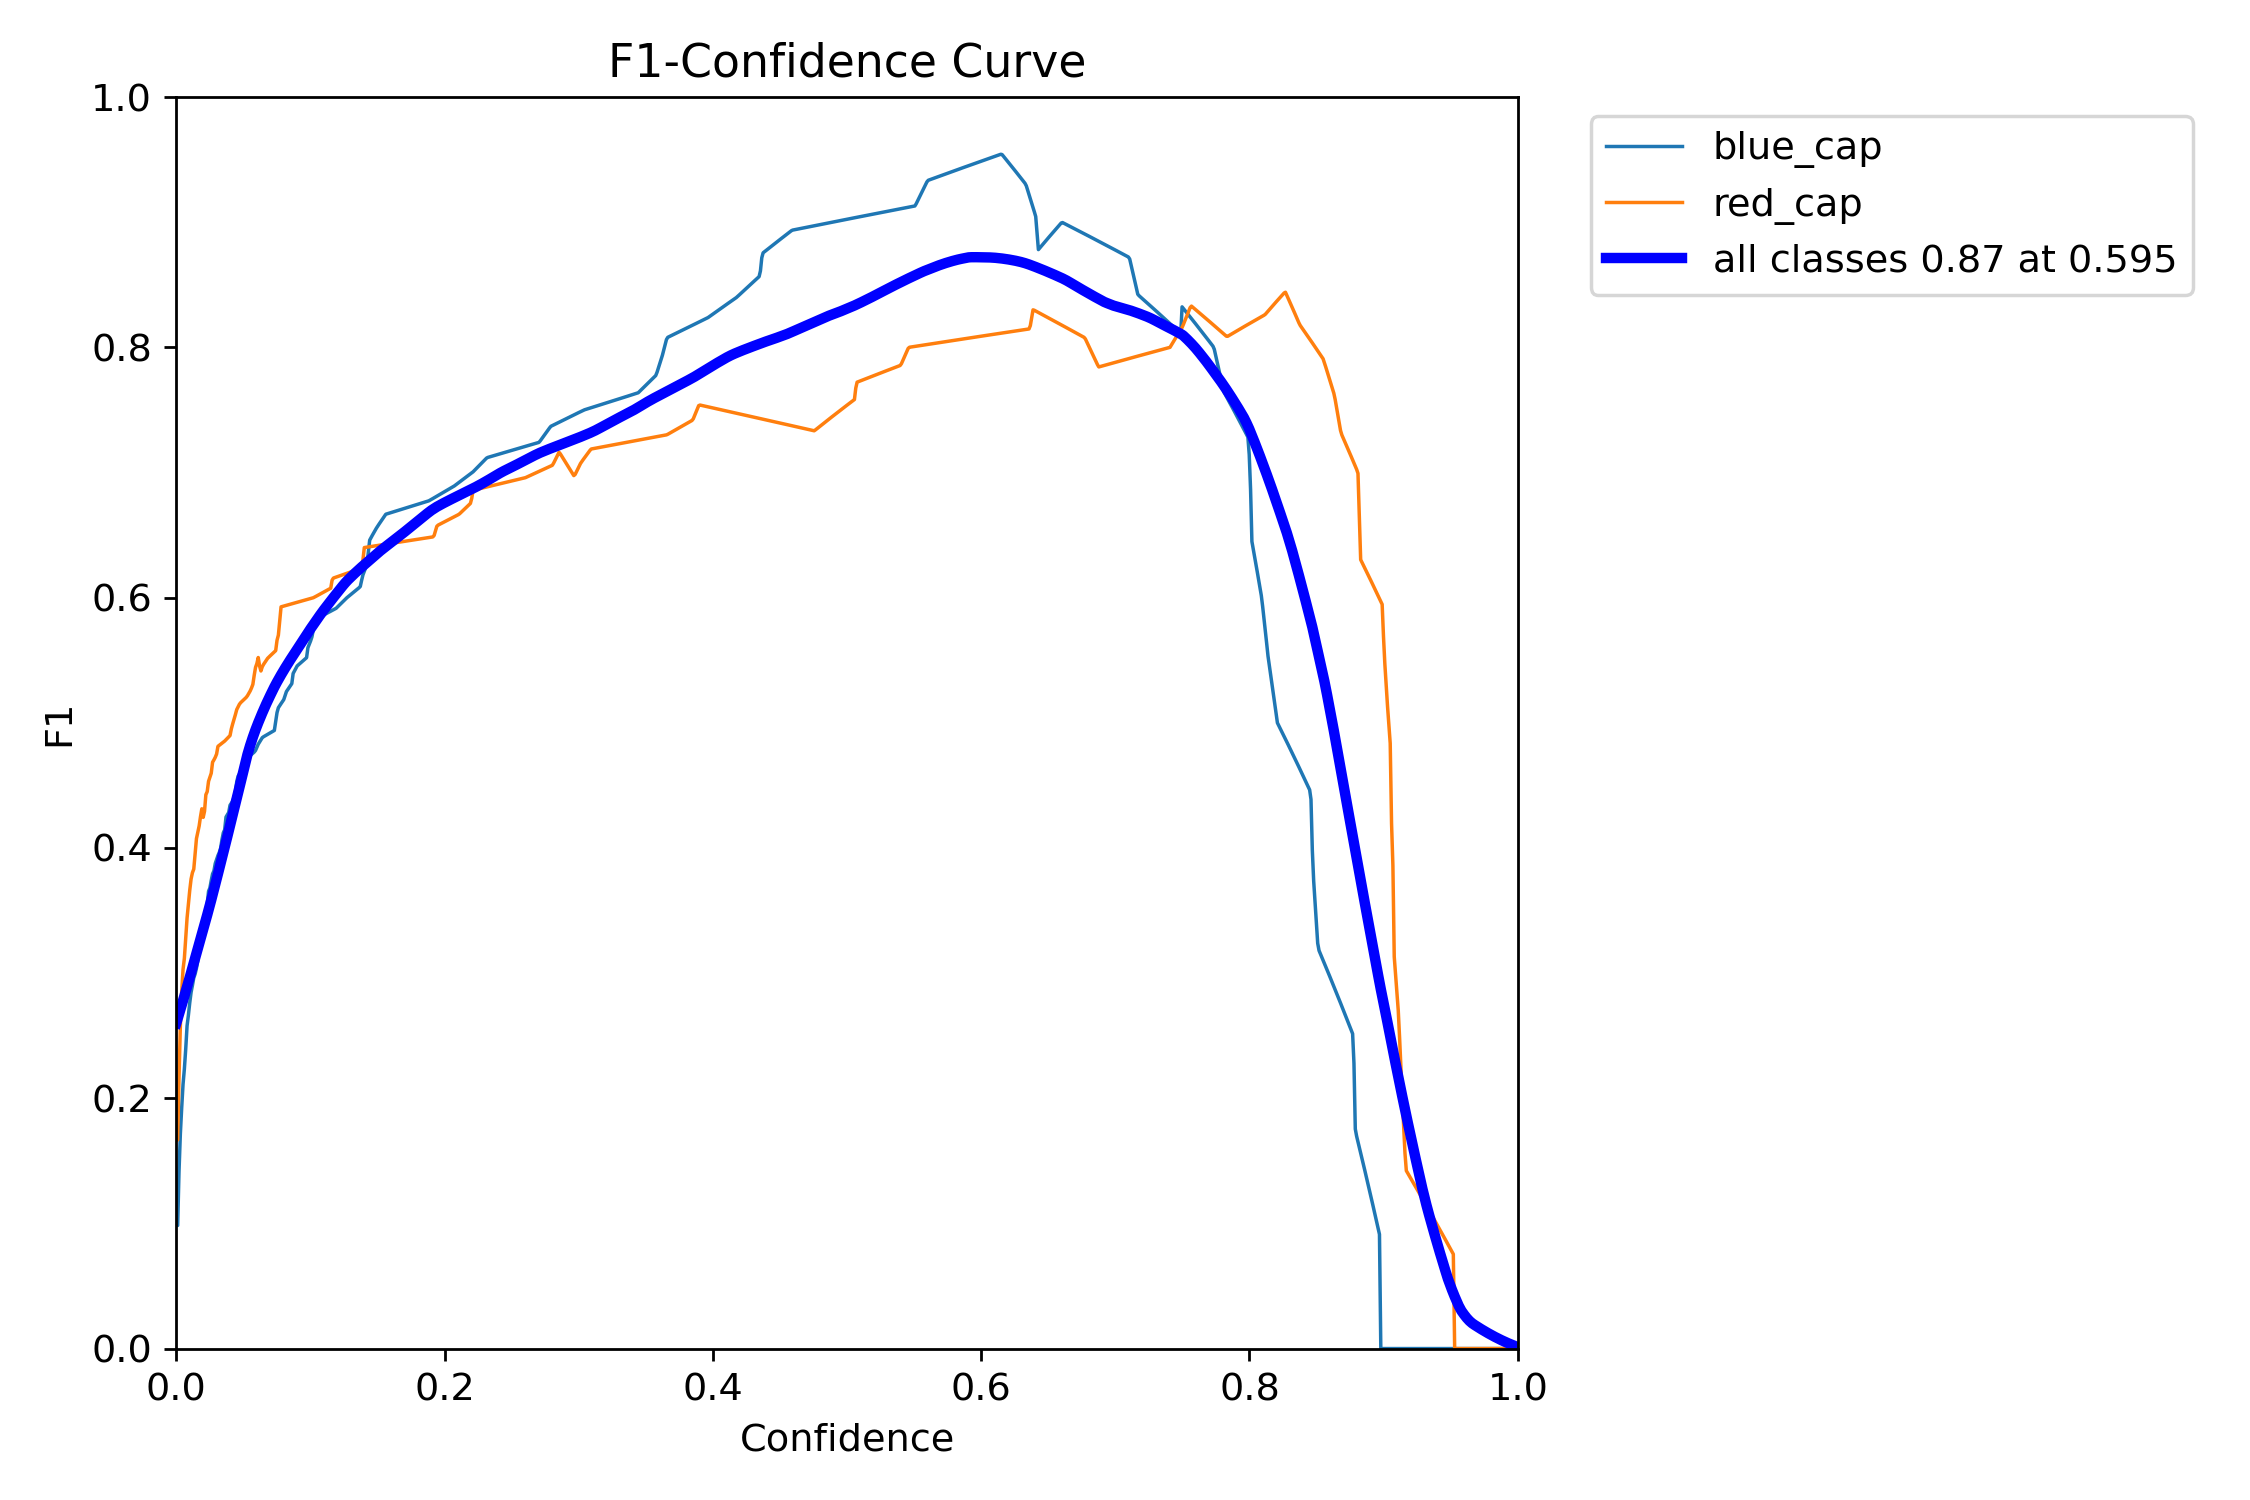 F1-Confidence Curve
1.0
0.8
0.6
0.4
0.2
0.0
F1
0.0 0.2 0.4 0.6 0.8 1.0
Confidence
blue_cap
red_cap
all classes 0.87 at 0.595